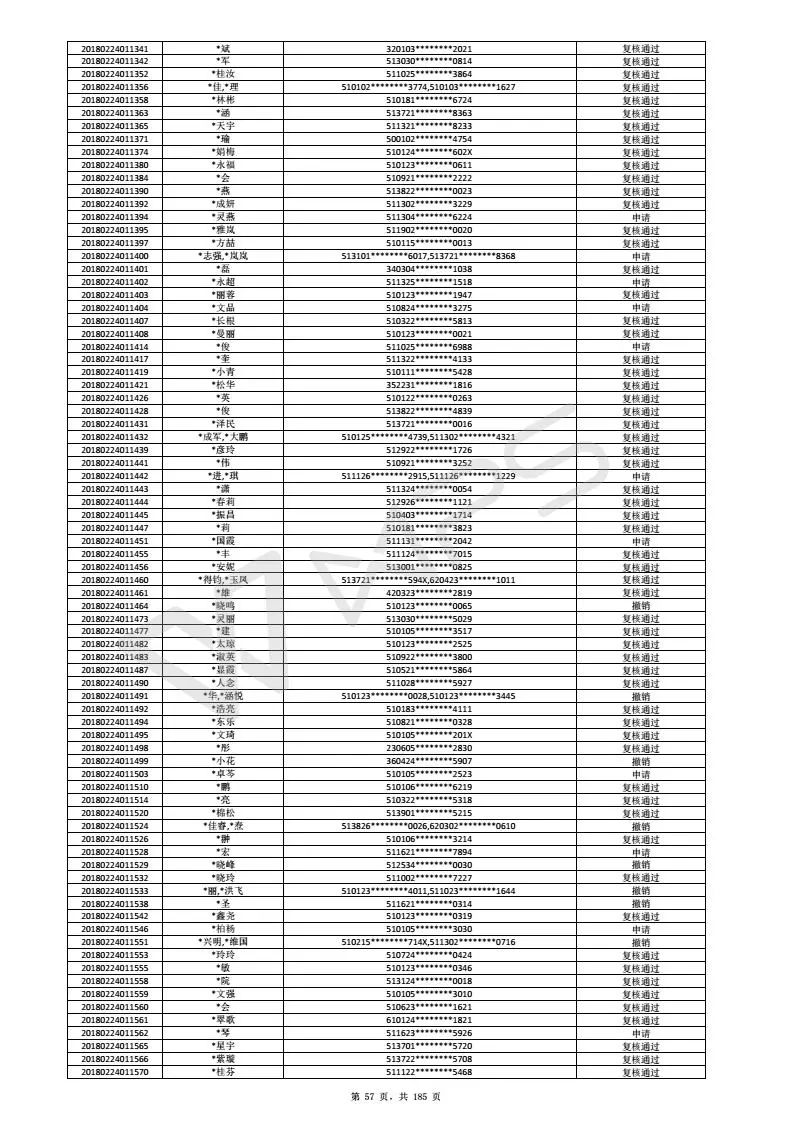 20180224011341 *斌 320103********2021 复核通过
20180224011342 *军 513030********0814 复核通过
20180224011352 *桂汝 511025********3864 复核通过
20180224011356 *佳,*理 510102********3774,510103********1627 复核通过
20180224011358 *林彬 510181********6724 复核通过
20180224011363 *涵 513721********8363 复核通过
20180224011365 *天宇 511321********8233 复核通过
20180224011371 *瑜 500102********4754 复核通过
20180224011374 *娟梅 510124********602X 复核通过
20180224011380 *永福 510123********0611 复核通过
20180224011384 *会 510921********2222 复核通过
20180224011390 *燕 513822********0023 复核通过
20180224011392 *成妍 511302********3229 复核通过
20180224011394 *灵燕 511304********6224 申请
20180224011395 *雅岚 511902********0020 复核通过
20180224011397 *方喆 510115********0013 复核通过
20180224011400 *志强,*岚岚 513101********6017,513721********8368 申请
20180224011401 *磊 340304********1038 复核通过
20180224011402 *永超 511325********1518 申请
20180224011403 *丽蓉 510123********1947 复核通过
20180224011404 *文品 510824********3275 申请
20180224011407 *长根 510322********5813 复核通过
20180224011408 *曼丽 510123********0021 复核通过
20180224011414 *俊 511025********6988 申请
20180224011417 *奎 511322********4133 复核通过
20180224011419 *小青 510111********5428 复核通过
20180224011421 *松华 352231********1816 复核通过
20180224011426 *英 510122********0263 复核通过
20180224011428 *俊 513822********4839 复核通过
20180224011431 *泽民 513721********0016 复核通过
20180224011432 *成军,*大鹏 510125********4739,511302********4321 复核通过
20180224011439 *彦玲 512922********1726 复核通过
20180224011441 *伟 510921********3252 复核通过
20180224011442 *进,*琪 511126********2915,511126********1229 申请
20180224011443 *潇 511324********0054 复核通过
20180224011444 *春莉 512926********1121 复核通过
20180224011445 *振昌 510403********1714 复核通过
20180224011447 *莉 510181********3823 复核通过
20180224011451 *国霞 511131********2042 申请
20180224011455 *丰 511124********7015 复核通过
20180224011456 *安妮 513001********0825 复核通过
20180224011460 *得钧,*玉凤 513721********594X,620423********1011 复核通过
20180224011461 *雄 420323********2819 复核通过
20180224011464 *晓鸣 510123********0065 撤销
20180224011473 *灵丽 513030********5029 复核通过
20180224011477 *建 510105********3517 复核通过
20180224011482 *太琼 510123********2525 复核通过
20180224011483 *淑英 510922********3800 复核通过
20180224011487 *显霞 510521********5864 复核通过
20180224011490 *人念 511028********5927 复核通过
20180224011491 *华,*涵悦 510123********0028,510123********3445 撤销
20180224011492 *浩亮 510183********4111 复核通过
20180224011494 *东乐 510821********0328 复核通过
20180224011495 *文琦 510105********201X 复核通过
20180224011498 *彤 230605********2830 复核通过
20180224011499 *小花 360424********5907 撤销
20180224011503 *卓芩 510105********2523 申请
20180224011510 *鹏 510106********6219 复核通过
20180224011514 *亮 510322********5318 复核通过
20180224011520 *棉松 513901********5215 复核通过
20180224011524 *佳睿,*焘 513826********0026,620302********0610 撤销
20180224011526 *翀 510106********3214 复核通过
20180224011528 *宏 511621********7894 申请
20180224011529 *晓峰 512534********0030 撤销
20180224011532 *晓玲 511002********7227 复核通过
20180224011533 *丽,*洪飞 510123********4011,511023********1644 撤销
20180224011538 *圣 511621********0314 撤销
20180224011542 *鑫尧 510123********0319 复核通过
20180224011546 *柏杨 510105********3030 申请
20180224011551 *兴明,*维国 510215********714X,511302********0716 撤销
20180224011553 *玲玲 510724********0424 复核通过
20180224011555 *敏 510123********0346 复核通过
20180224011558 *院 513124********0018 复核通过
20180224011559 *文强 510105********3010 复核通过
20180224011560 *会 510623********1621 复核通过
20180224011561 *翠歌 610124********1821 复核通过
20180224011562 *琴 511623********5926 申请
20180224011565 *星宇 513701********5720 复核通过
20180224011566 *紫璇 513722********5708 复核通过
20180224011570 *桂芬 511122********5468 复核通过
第 57 页, 共 185 页